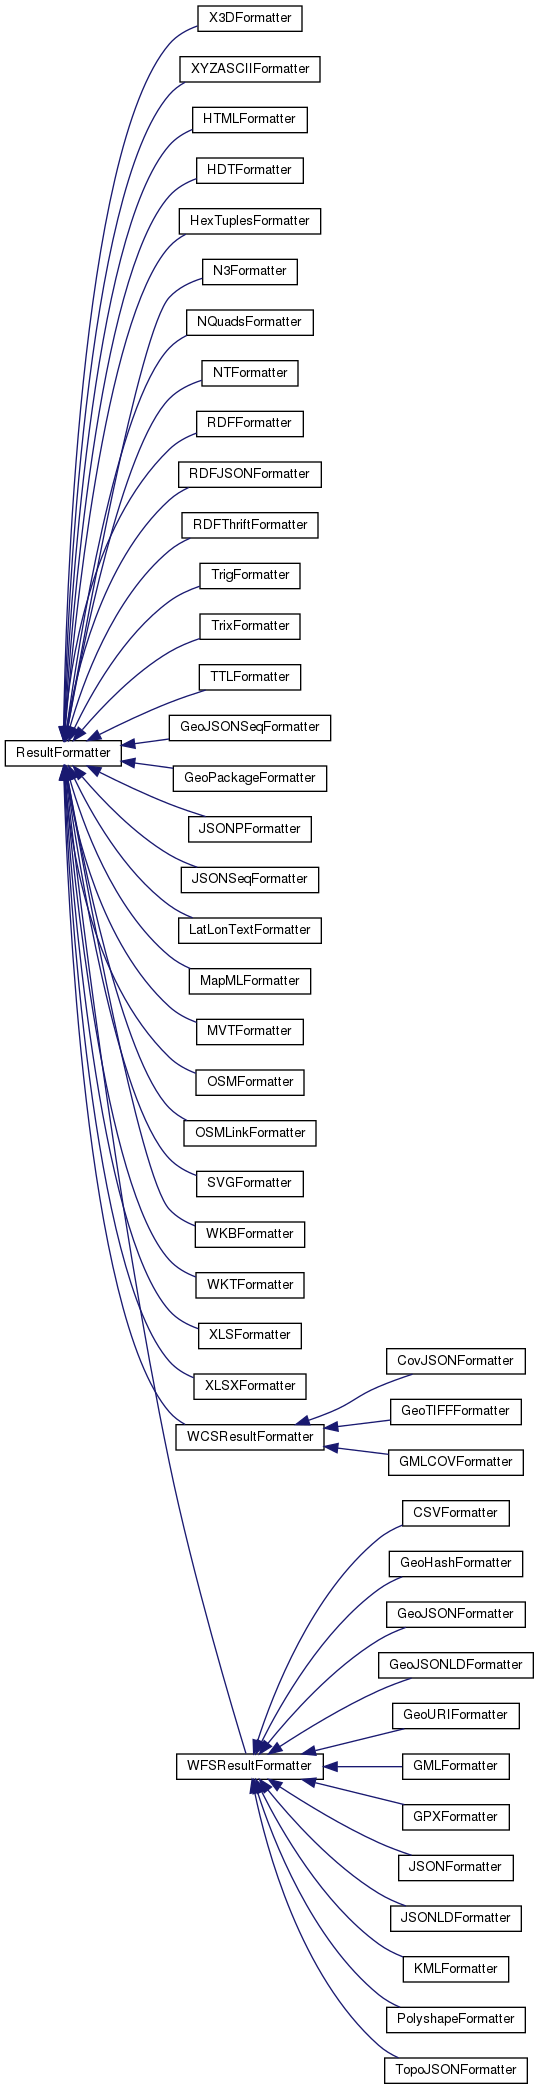 X3DFormatter
XYZASCIIFormatter
HTMLFormatter
HDTFormatter
HexTuplesFormatter
N3Formatter
NQuadsFormatter
NTFormatter
RDFFormatter
RDFJSONFormatter
RDFThriftFormatter
TrigFormatter
TrixFormatter
TTLFormatter
GeoJSONSeqFormatter
ResultFormatter
GeoPackageFormatter
JSONPFormatter
JSONSeqFormatter
LatLonTextFormatter
MapMLFormatter
MVTFormatter
OSMFormatter
OSMLinkFormatter
SVGFormatter
WKBFormatter
WKTFormatter
XLSFormatter
CovJSONFormatter
XLSXFormatter
GeoTIFFFormatter
WCSResultFormatter
GMLCOVFormatter
CSVFormatter
GeoHashFormatter
GeoJSONFormatter
GeoJSONLDFormatter
GeoURIFormatter
WFSResultFormatter
GMLFormatter
GPXFormatter
JSONFormatter
JSONLDFormatter
KMLFormatter
PolyshapeFormatter
TopoJSONFormatter